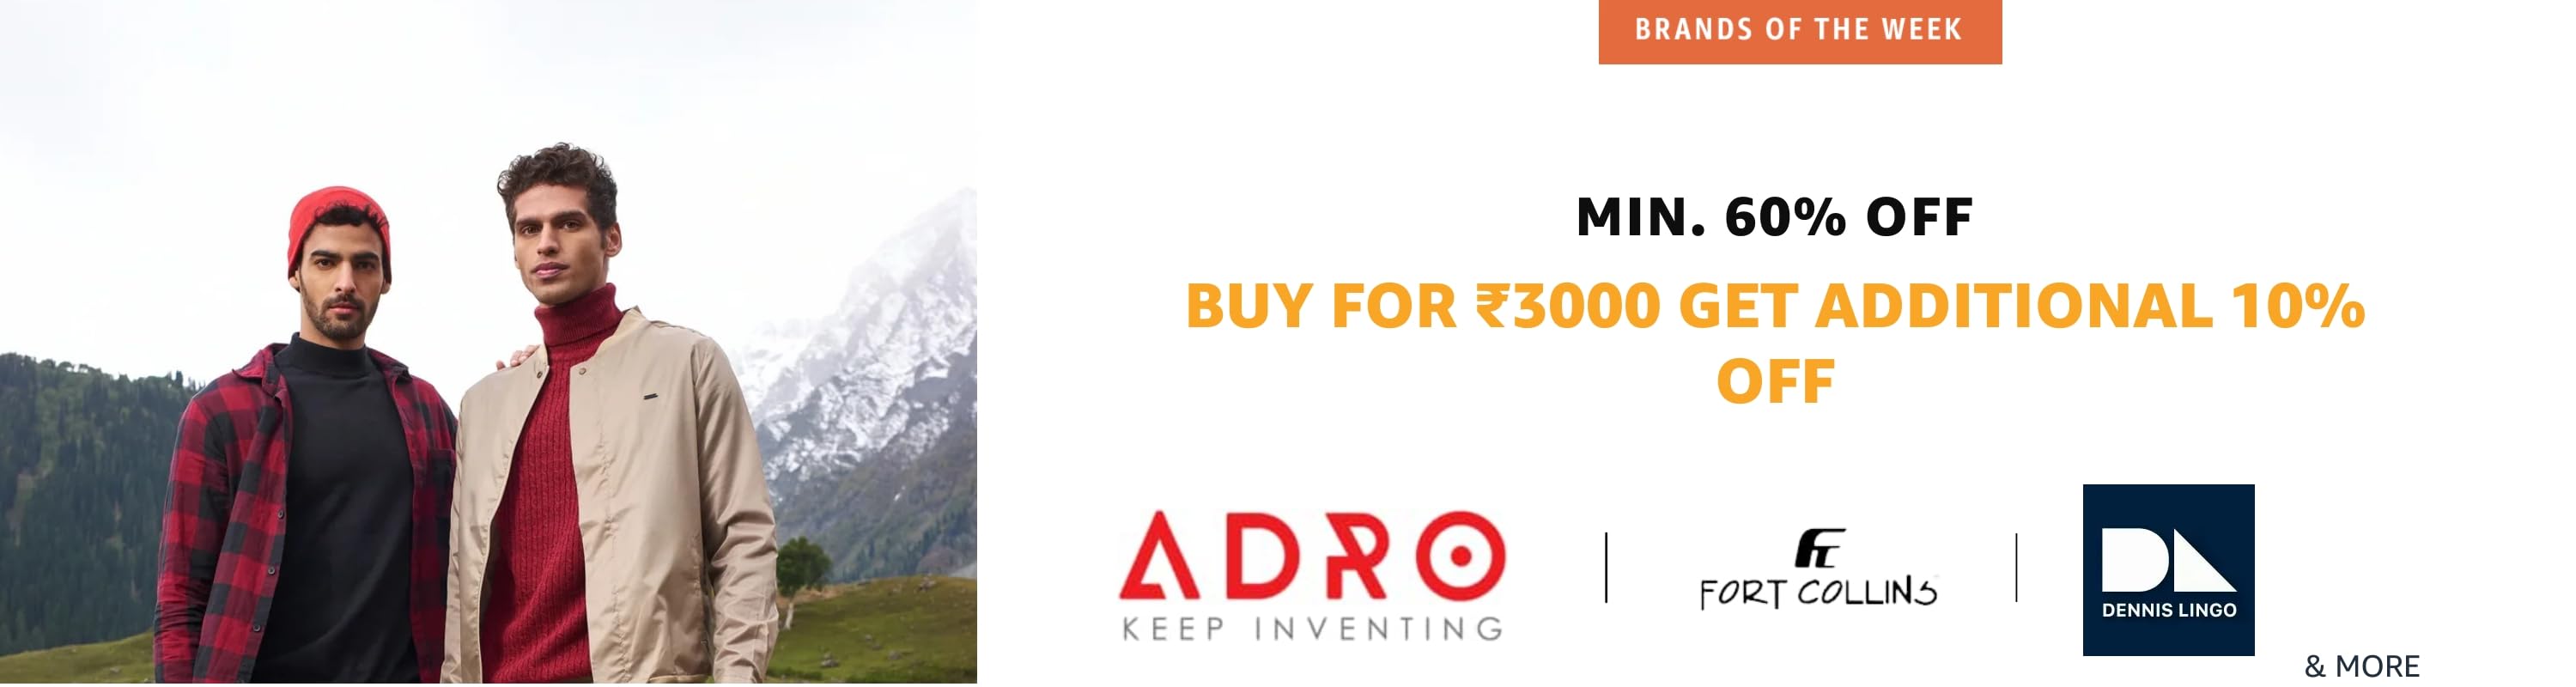 BRANDS OF THE WEEK
MIN. 60% OFF
BUY FOR ₹3000 GET ADDITIONAL 10%
OFF
ADRO
KEEP INVENTING
FC
FORT COLLINS
DENNIS LINGO
& MORE